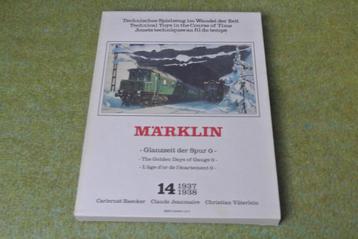 Technisches Spielzeug im Wandel der Zeit
Technical Toys in the Course of Time
Jouets techniques au fil du temps
MÄRKLIN
- Glanzzeit der Spur 0 -
- The Golden Days of Gauge 0 -
- L'âge d'or de l'écartement 0 -
14 1937
1938
Carlernst Baecker Claude Jeanmaire Christian Väterlein